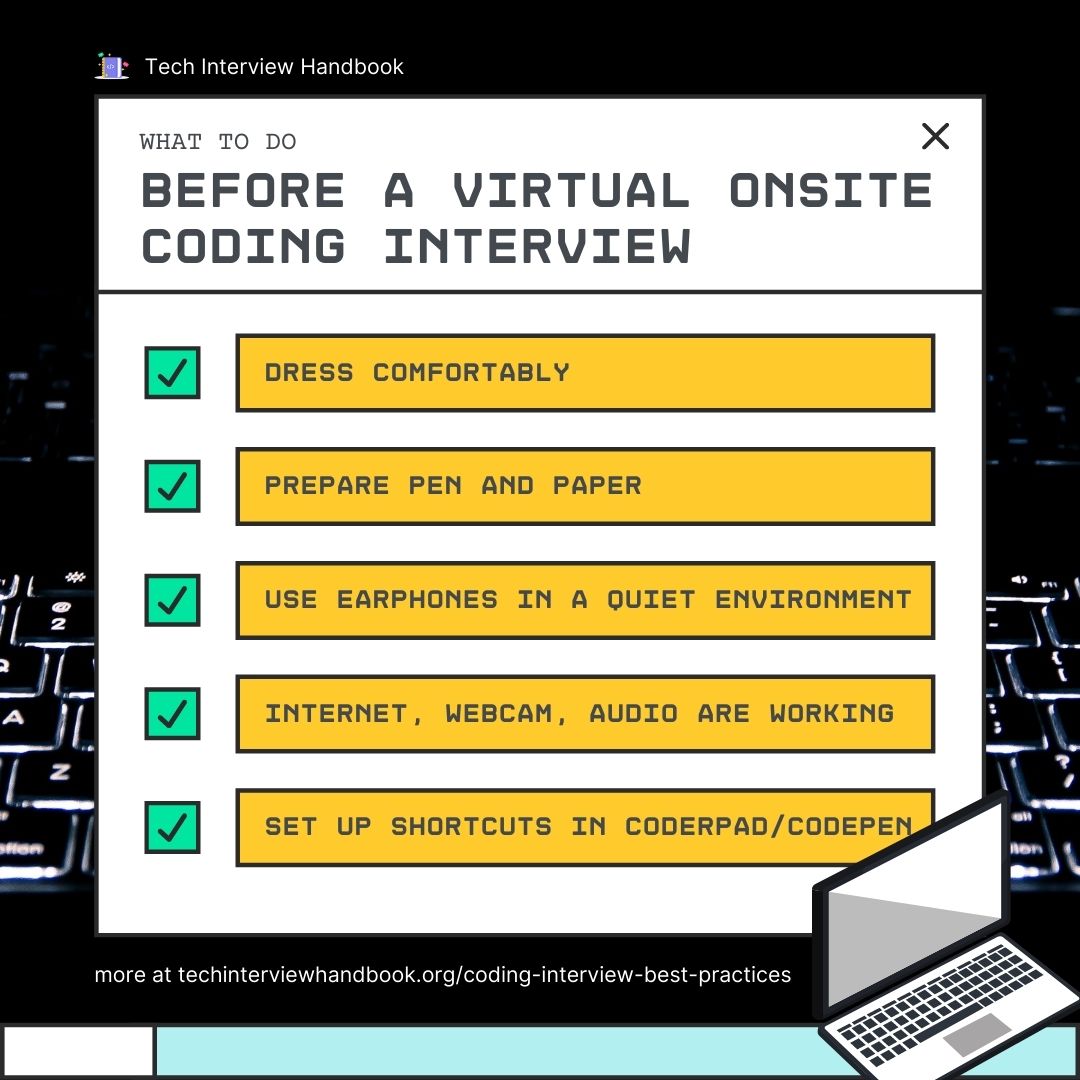 Tech Interview Handbook
WHAT TO DO
BEFORE A VIRTUAL ONSITE
CODING INTERVIEW
DRESS COMFORTABLY
PREPARE PEN AND PAPER
USE EARPHONES IN A QUIET ENVIRONMENT
INTERNET, WEBCAM, AUDIO ARE WORKING
SET UP SHORTCUTS IN CODERPAD/CODEPEN
more at techinterviewhandbook.org/coding-interview-best-practices
@
2
A
Z
?
/